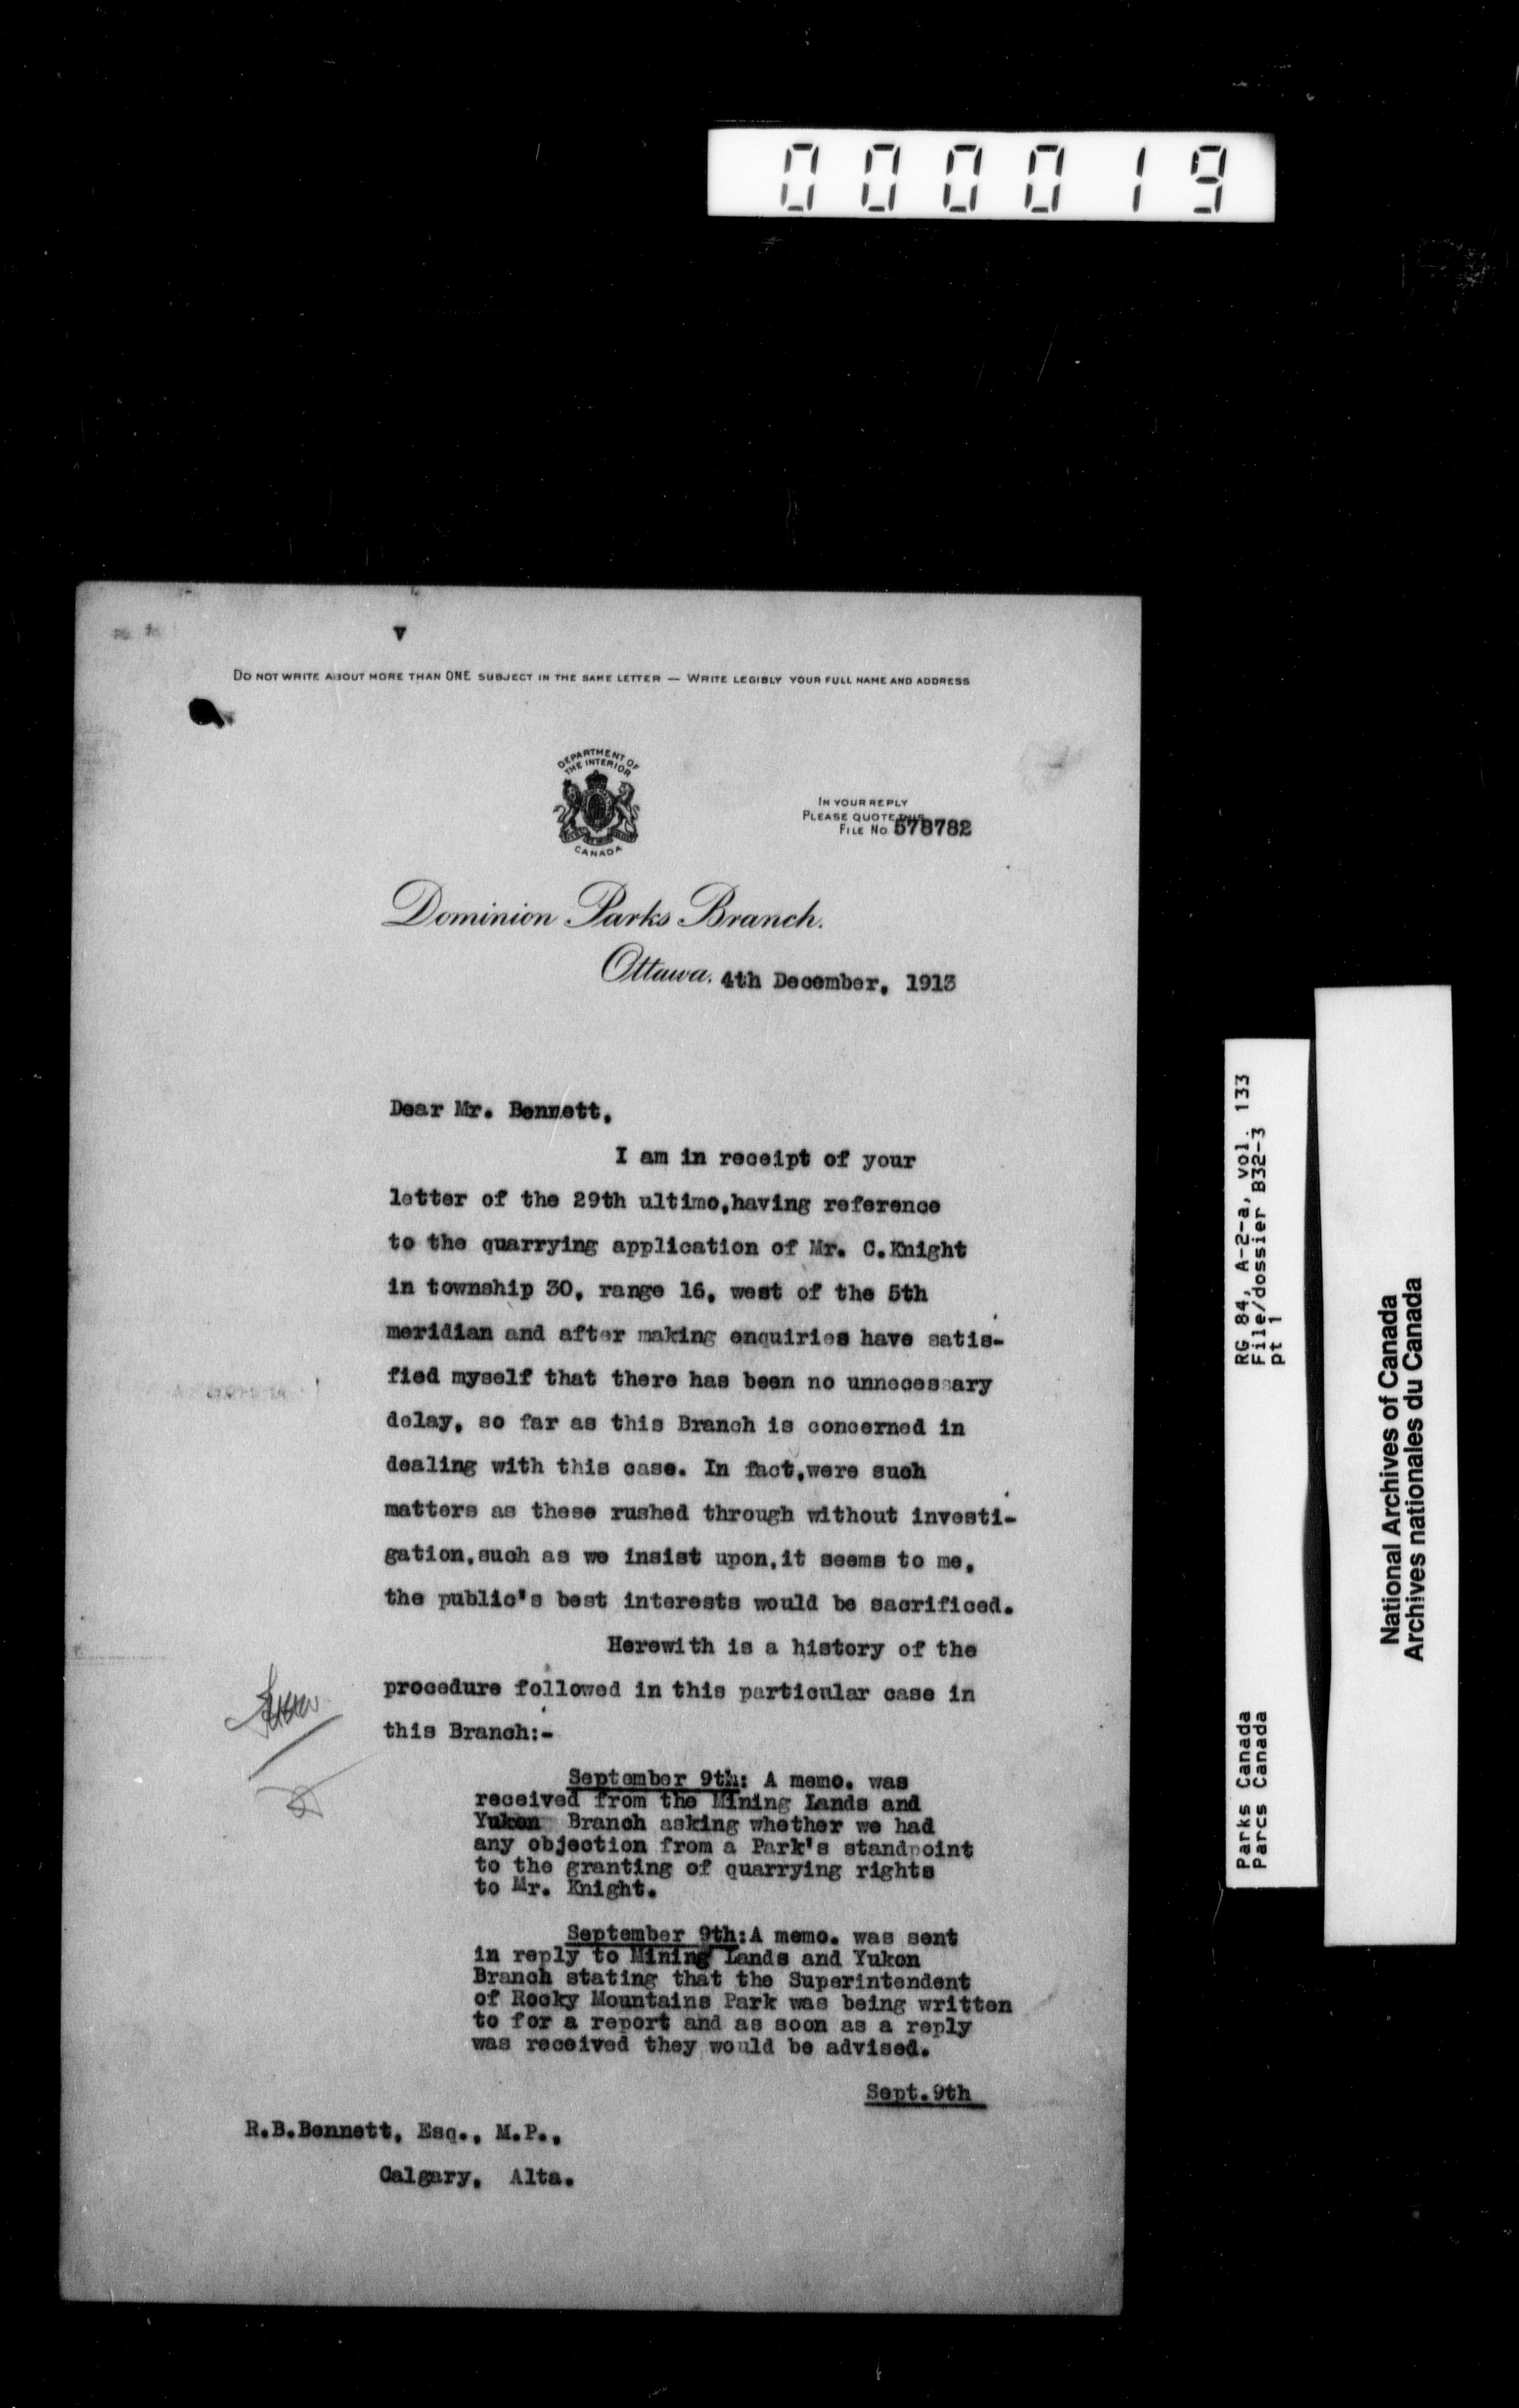 000019
V
DO NOT WRITE ABOUT MORE THAN ONE SUBJECT IN THE SAME LETTER — WRITE LEGIBLY YOUR FULL NAME AND ADDRESS
DEPARTMENT OF
THE INTERIOR
CANADA
IN YOUR REPLY
PLEASE QUOTE THIS
FILE NO. 578782
Dominion Parks Branch.
Ottawa. 4th December, 1913
Dear Mr. Bennett,
I am in receipt of your
letter of the 29th ultimo,having reference
to the quarrying application of Mr. C.Knight
in township 30, range 16, west of the 5th
meridian and after making enquiries have satis-
fied myself that there has been no unnecessary
delay, so far as this Branch is concerned in
dealing with this case. In fact,were such
matters as these rushed through without investi-
gation,such as we insist upon,it seems to me,
the public's best interests would be sacrificed.
Herewith is a history of the
procedure followed in this particular case in
this Branch:-
September 9th: A memo. was
received from the Mining Lands and
Yukon Branch asking whether we had
any objection from a Park's standpoint
to the granting of quarrying rights
to Mr. Knight.
September 9th:A memo. was sent
in reply to Mining Lands and Yukon
Branch stating that the Superintendent
of Rocky Mountains Park was being written
to for a report and as soon as a reply
was received they would be advised.
Sept.9th
R.B.Bennett, Esq., M.P.,
Calgary, Alta.
RG 84, A-2-a, vol. 133
File/dossier B32-3
pt 1
Parks Canada
Parcs Canada
National Archives of Canada
Archives nationales du Canada